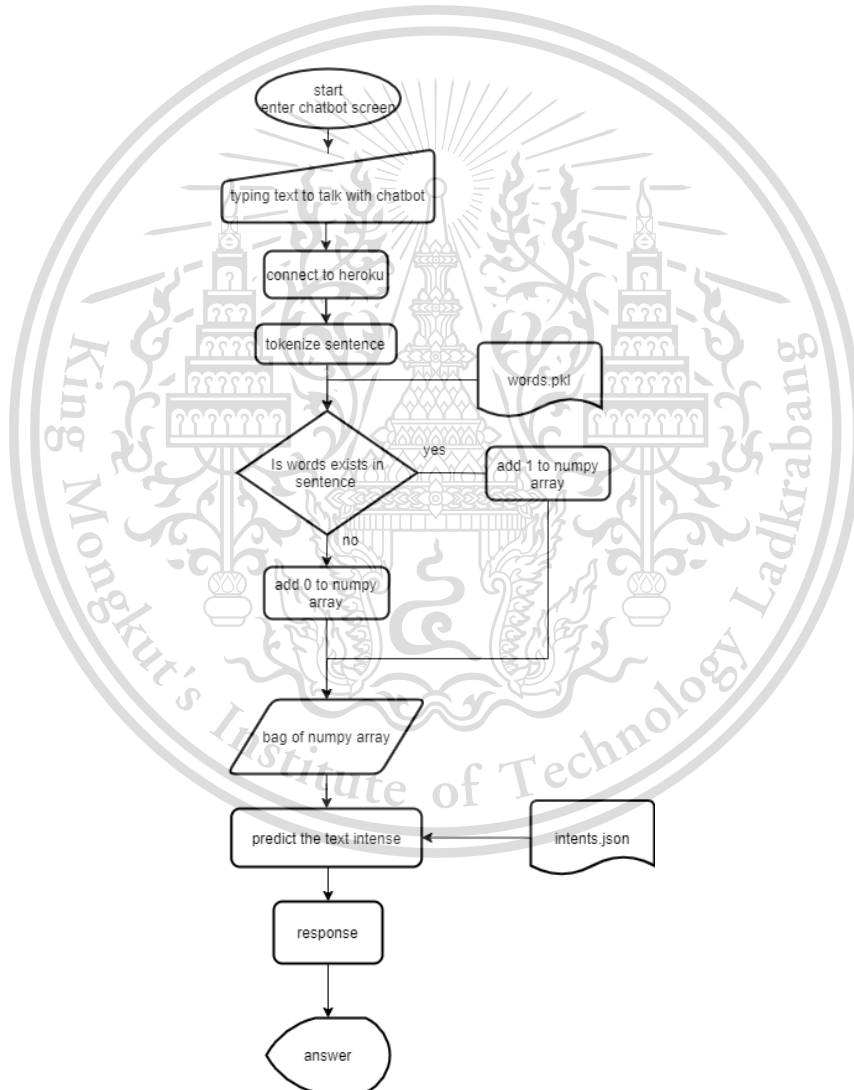 start
enter chatbot screen
typing text to talk with chatbot
connect to heroku
tokenize sentence
words.pkl
Is words exists in
sentence
yes
add 1 to numpy
array
no
add 0 to numpy
array
bag of numpy array
predict the text intense
intents.json
response
answer
King Mongkut's Institute of Technology Ladkrabang